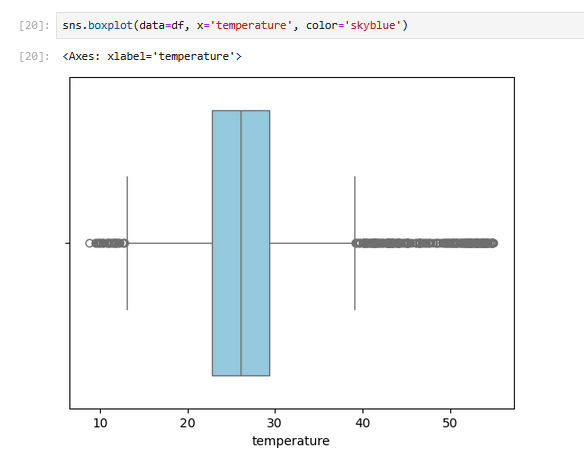 [20]: sns.boxplot(data=df, x='temperature', color='skyblue')
[20]: <Axes: xlabel='temperature'>
10 20 30 40 50
temperature